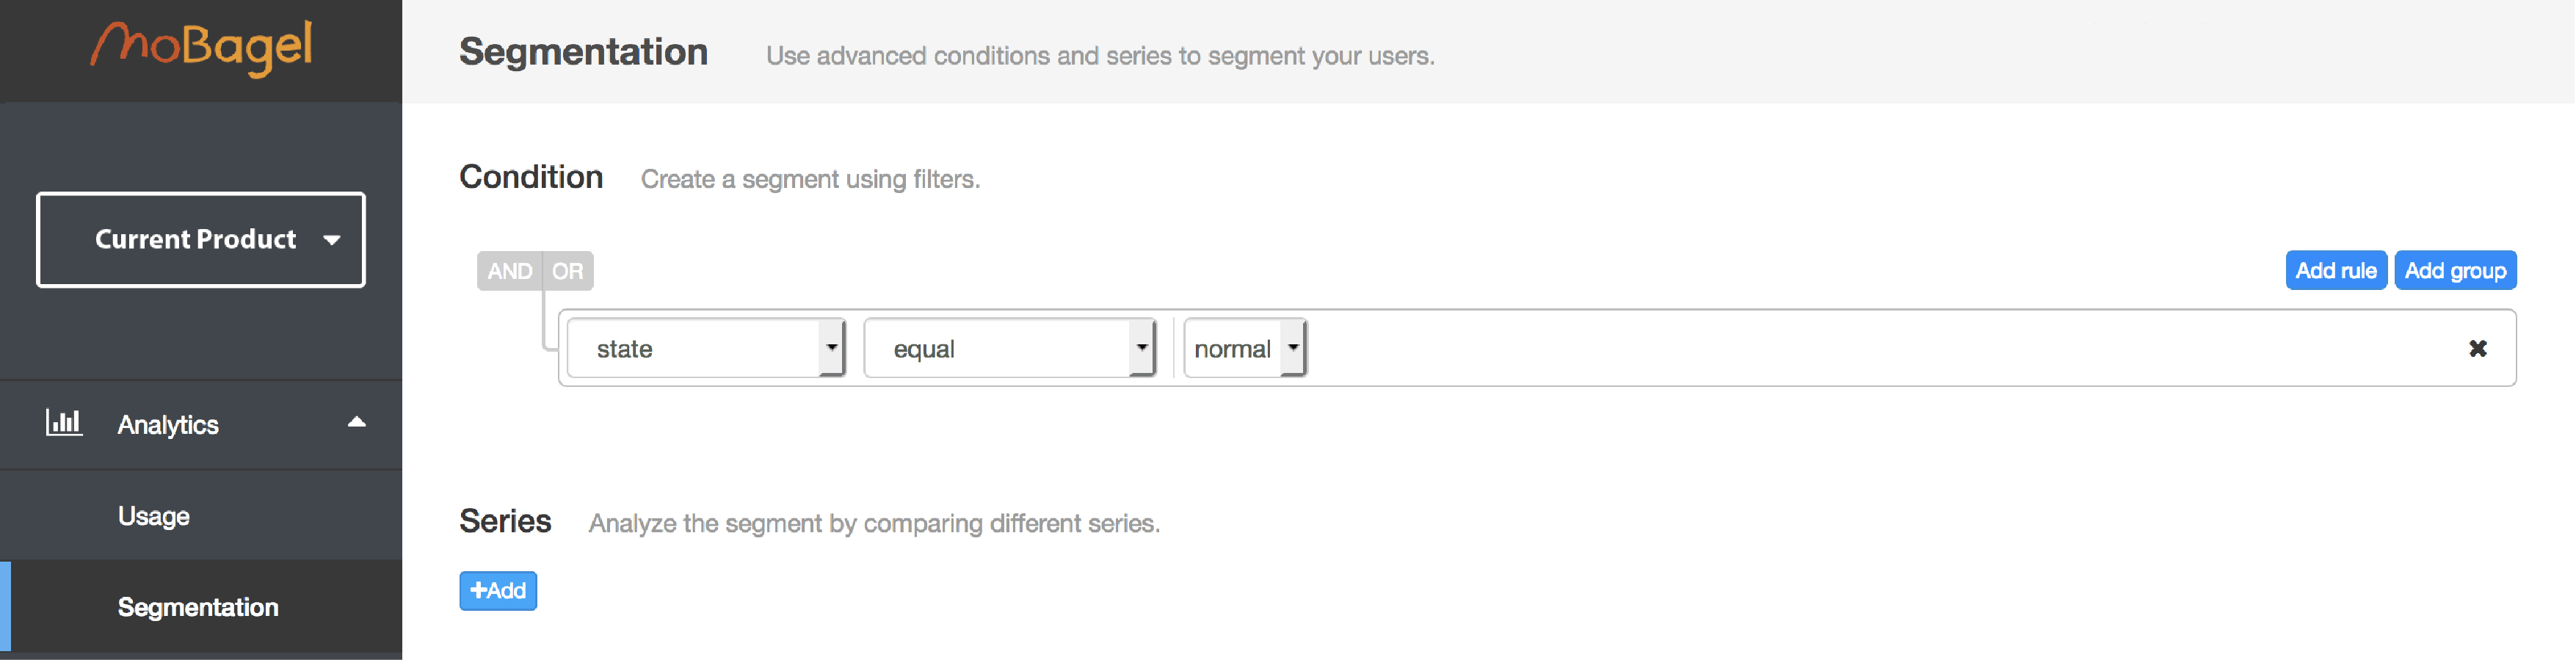 MoBagel
Segmentation Use advanced conditions and series to segment your users.
Current Product
Condition Create a segment using filters.
AND OR
Add rule Add group
state equal normal
Analytics
Usage
Segmentation
Series Analyze the segment by comparing different series.
+Add